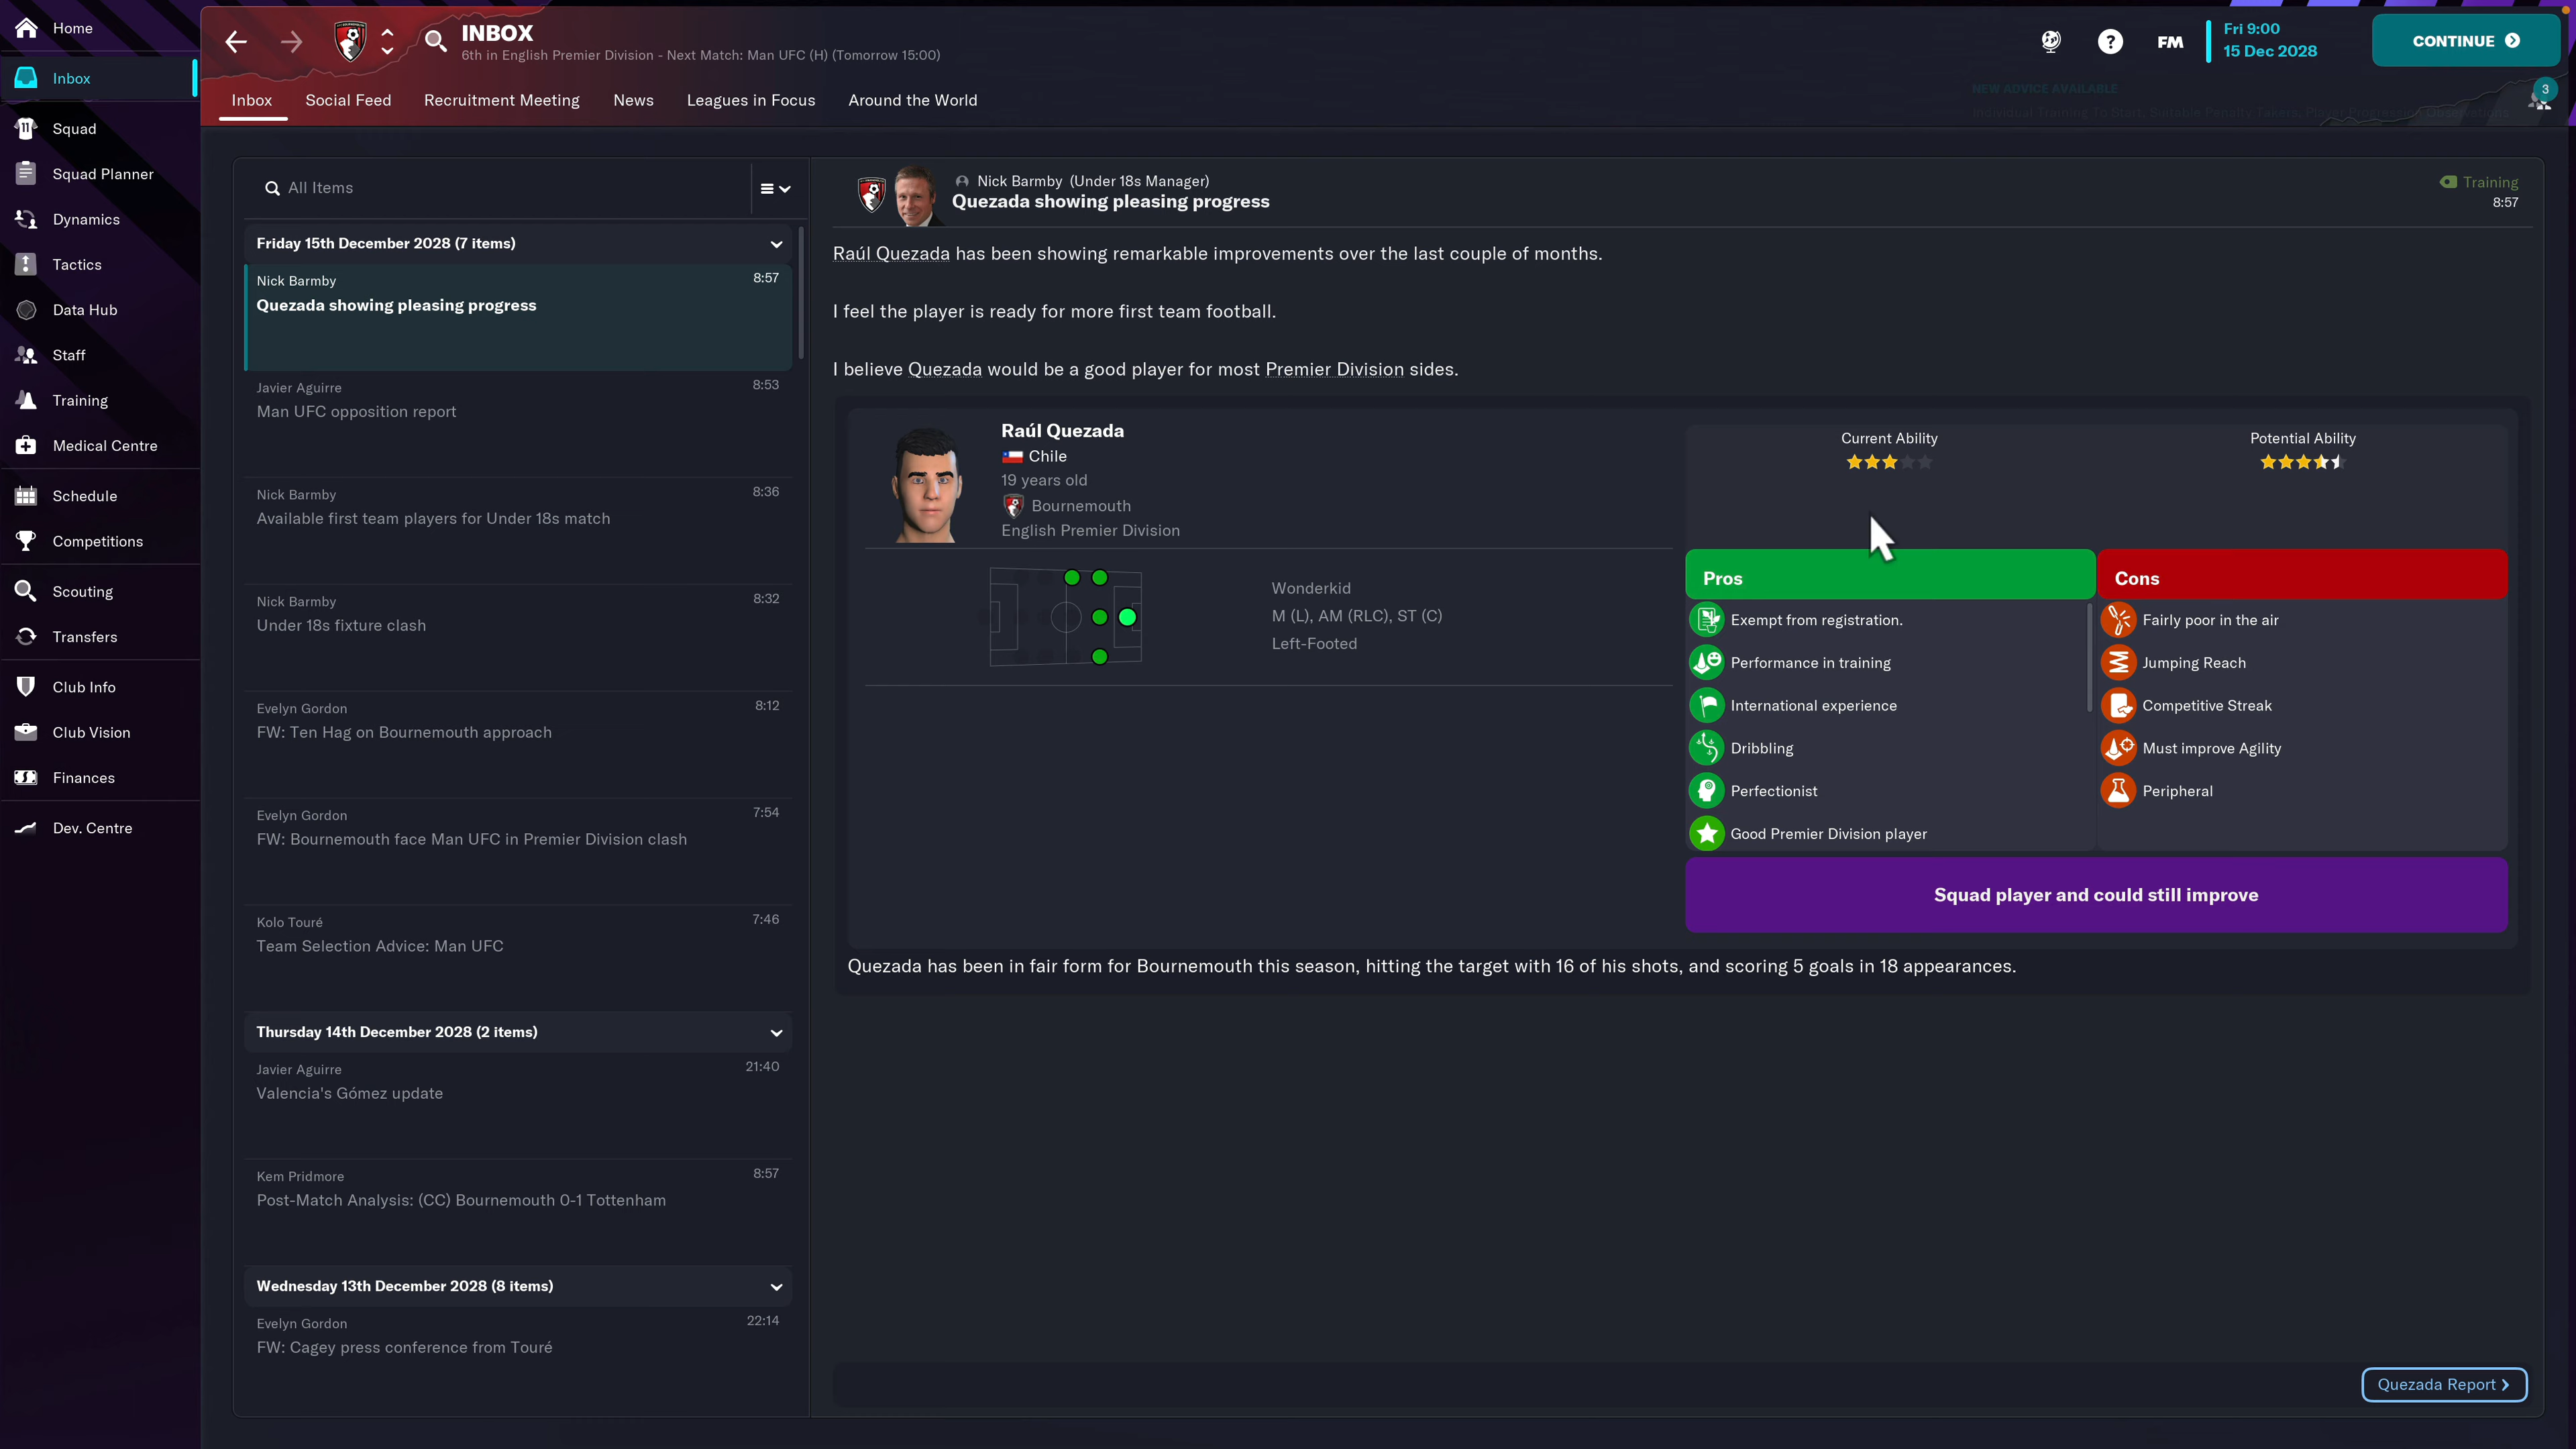 Home
Inbox
Squad
Squad Planner
Dynamics
Tactics
Data Hub
Staff
Training
Medical Centre
Schedule
Competitions
Scouting
Transfers
Club Info
Club Vision
Finances
Dev. Centre
INBOX
6th in English Premier Division - Next Match: Man UFC (H) (Tomorrow 15:00)
FM
Fri 9:00
15 Dec 2028
CONTINUE
Inbox
Social Feed
Recruitment Meeting
News
Leagues in Focus
Around the World
NEW ADVICE AVAILABLE
Individual Training To Start, Suitable Penalty Takers, Player Progression Observations
3
All Items
Friday 15th December 2028 (7 items)
Nick Barmby 8:57
Quezada showing pleasing progress
Javier Aguirre 8:53
Man UFC opposition report
Nick Barmby 8:36
Available first team players for Under 18s match
Nick Barmby 8:32
Under 18s fixture clash
Evelyn Gordon 8:12
FW: Ten Hag on Bournemouth approach
Evelyn Gordon 7:54
FW: Bournemouth face Man UFC in Premier Division clash
Kolo Touré 7:46
Team Selection Advice: Man UFC
Thursday 14th December 2028 (2 items)
Javier Aguirre 21:40
Valencia's Gómez update
Kem Pridmore 8:57
Post-Match Analysis: (CC) Bournemouth 0-1 Tottenham
Wednesday 13th December 2028 (8 items)
Evelyn Gordon 22:14
FW: Cagey press conference from Touré
Nick Barmby (Under 18s Manager)
Quezada showing pleasing progress
Training
8:57
Raúl Quezada has been showing remarkable improvements over the last couple of months.
I feel the player is ready for more first team football.
I believe Quezada would be a good player for most Premier Division sides.
Raúl Quezada
Chile
19 years old
Bournemouth
English Premier Division
Wonderkid
M (L), AM (RLC), ST (C)
Left-Footed
Current Ability
Potential Ability
Pros
Exempt from registration.
Performance in training
International experience
Dribbling
Perfectionist
Good Premier Division player
Cons
Fairly poor in the air
Jumping Reach
Competitive Streak
Must improve Agility
Peripheral
Squad player and could still improve
Quezada has been in fair form for Bournemouth this season, hitting the target with 16 of his shots, and scoring 5 goals in 18 appearances.
Quezada Report